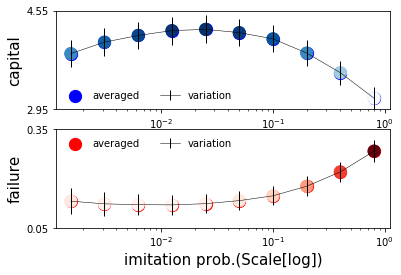 4.55
capital
averaged variation
2.95
10⁻² 10⁻¹ 10⁰
0.35
averaged variation
failure
0.05
10⁻² 10⁻¹ 10⁰
imitation prob.(Scale[log])